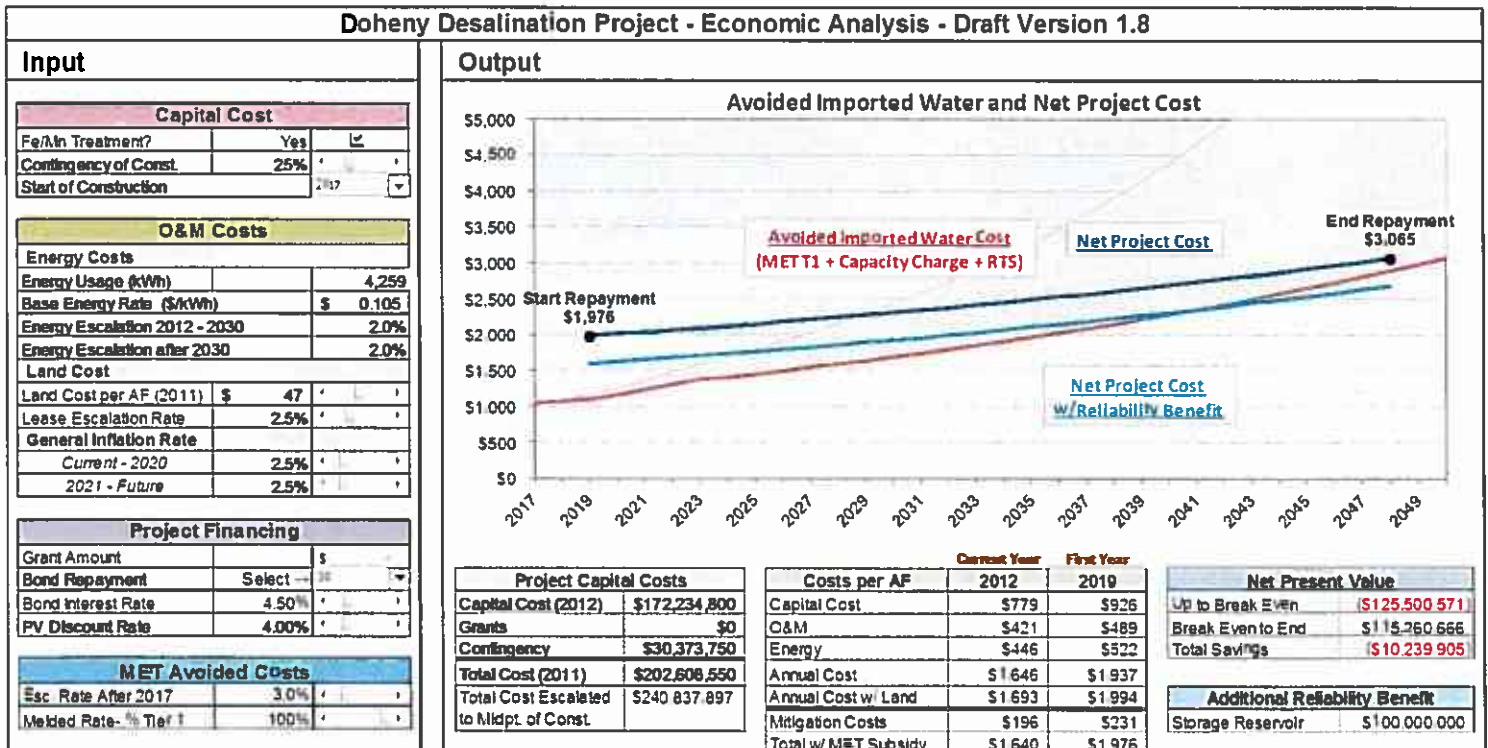 Doheny Desalination Project - Economic Analysis - Draft Version 1.8
Input
Capital Cost
Fe/Mn Treatment? Yes
Contingency of Const. 25%
Start of Construction 2017
O&M Costs
Energy Costs
Energy Usage (kWh) 4,259
Base Energy Rate ($/kWh) $ 0.105
Energy Escalation 2012 - 2030 2.0%
Energy Escalation after 2030 2.0%
Land Cost
Land Cost per AF (2011) $ 47
Lease Escalation Rate 2.5%
General Inflation Rate
Current - 2020 2.5%
2021 - Future 2.5%
Project Financing
Grant Amount $
Bond Repayment Select -- 30
Bond Interest Rate 4.50%
PV Discount Rate 4.00%
MET Avoided Costs
Esc. Rate After 2017 3.0%
Melded Rate- % Tier 1 100%
Output
Avoided Imported Water and Net Project Cost
$5,000
$4,500
$4,000
$3,500
$3,000
$2,500
$2,000
$1,500
$1,000
$500
$0
Avoided Imported Water Cost
(MET T1 + Capacity Charge + RTS)
Net Project Cost
End Repayment
$3,065
Start Repayment
$1,976
Net Project Cost
w/Reliability Benefit
2017 2019 2021 2023 2025 2027 2029 2031 2033 2035 2037 2039 2041 2043 2045 2047 2049
Project Capital Costs
Capital Cost (2012) $172,234,800
Grants $0
Contingency $30,373,750
Total Cost (2011) $202,608,550
Total Cost Escalated $240,837,897
to Midpt. of Const.
Current Year First Year
Costs per AF 2012 2019
Capital Cost $779 $926
O&M $421 $489
Energy $446 $522
Annual Cost $1,646 $1,937
Annual Cost w/ Land $1,693 $1,994
Mitigation Costs $196 $231
Total w/ MET Subsidy $1,640 $1,976
Net Present Value
Up to Break Even ($125,500,571)
Break Even to End $115,260,666
Total Savings ($10,239,905)
Additional Reliability Benefit
Storage Reservoir $100,000,000